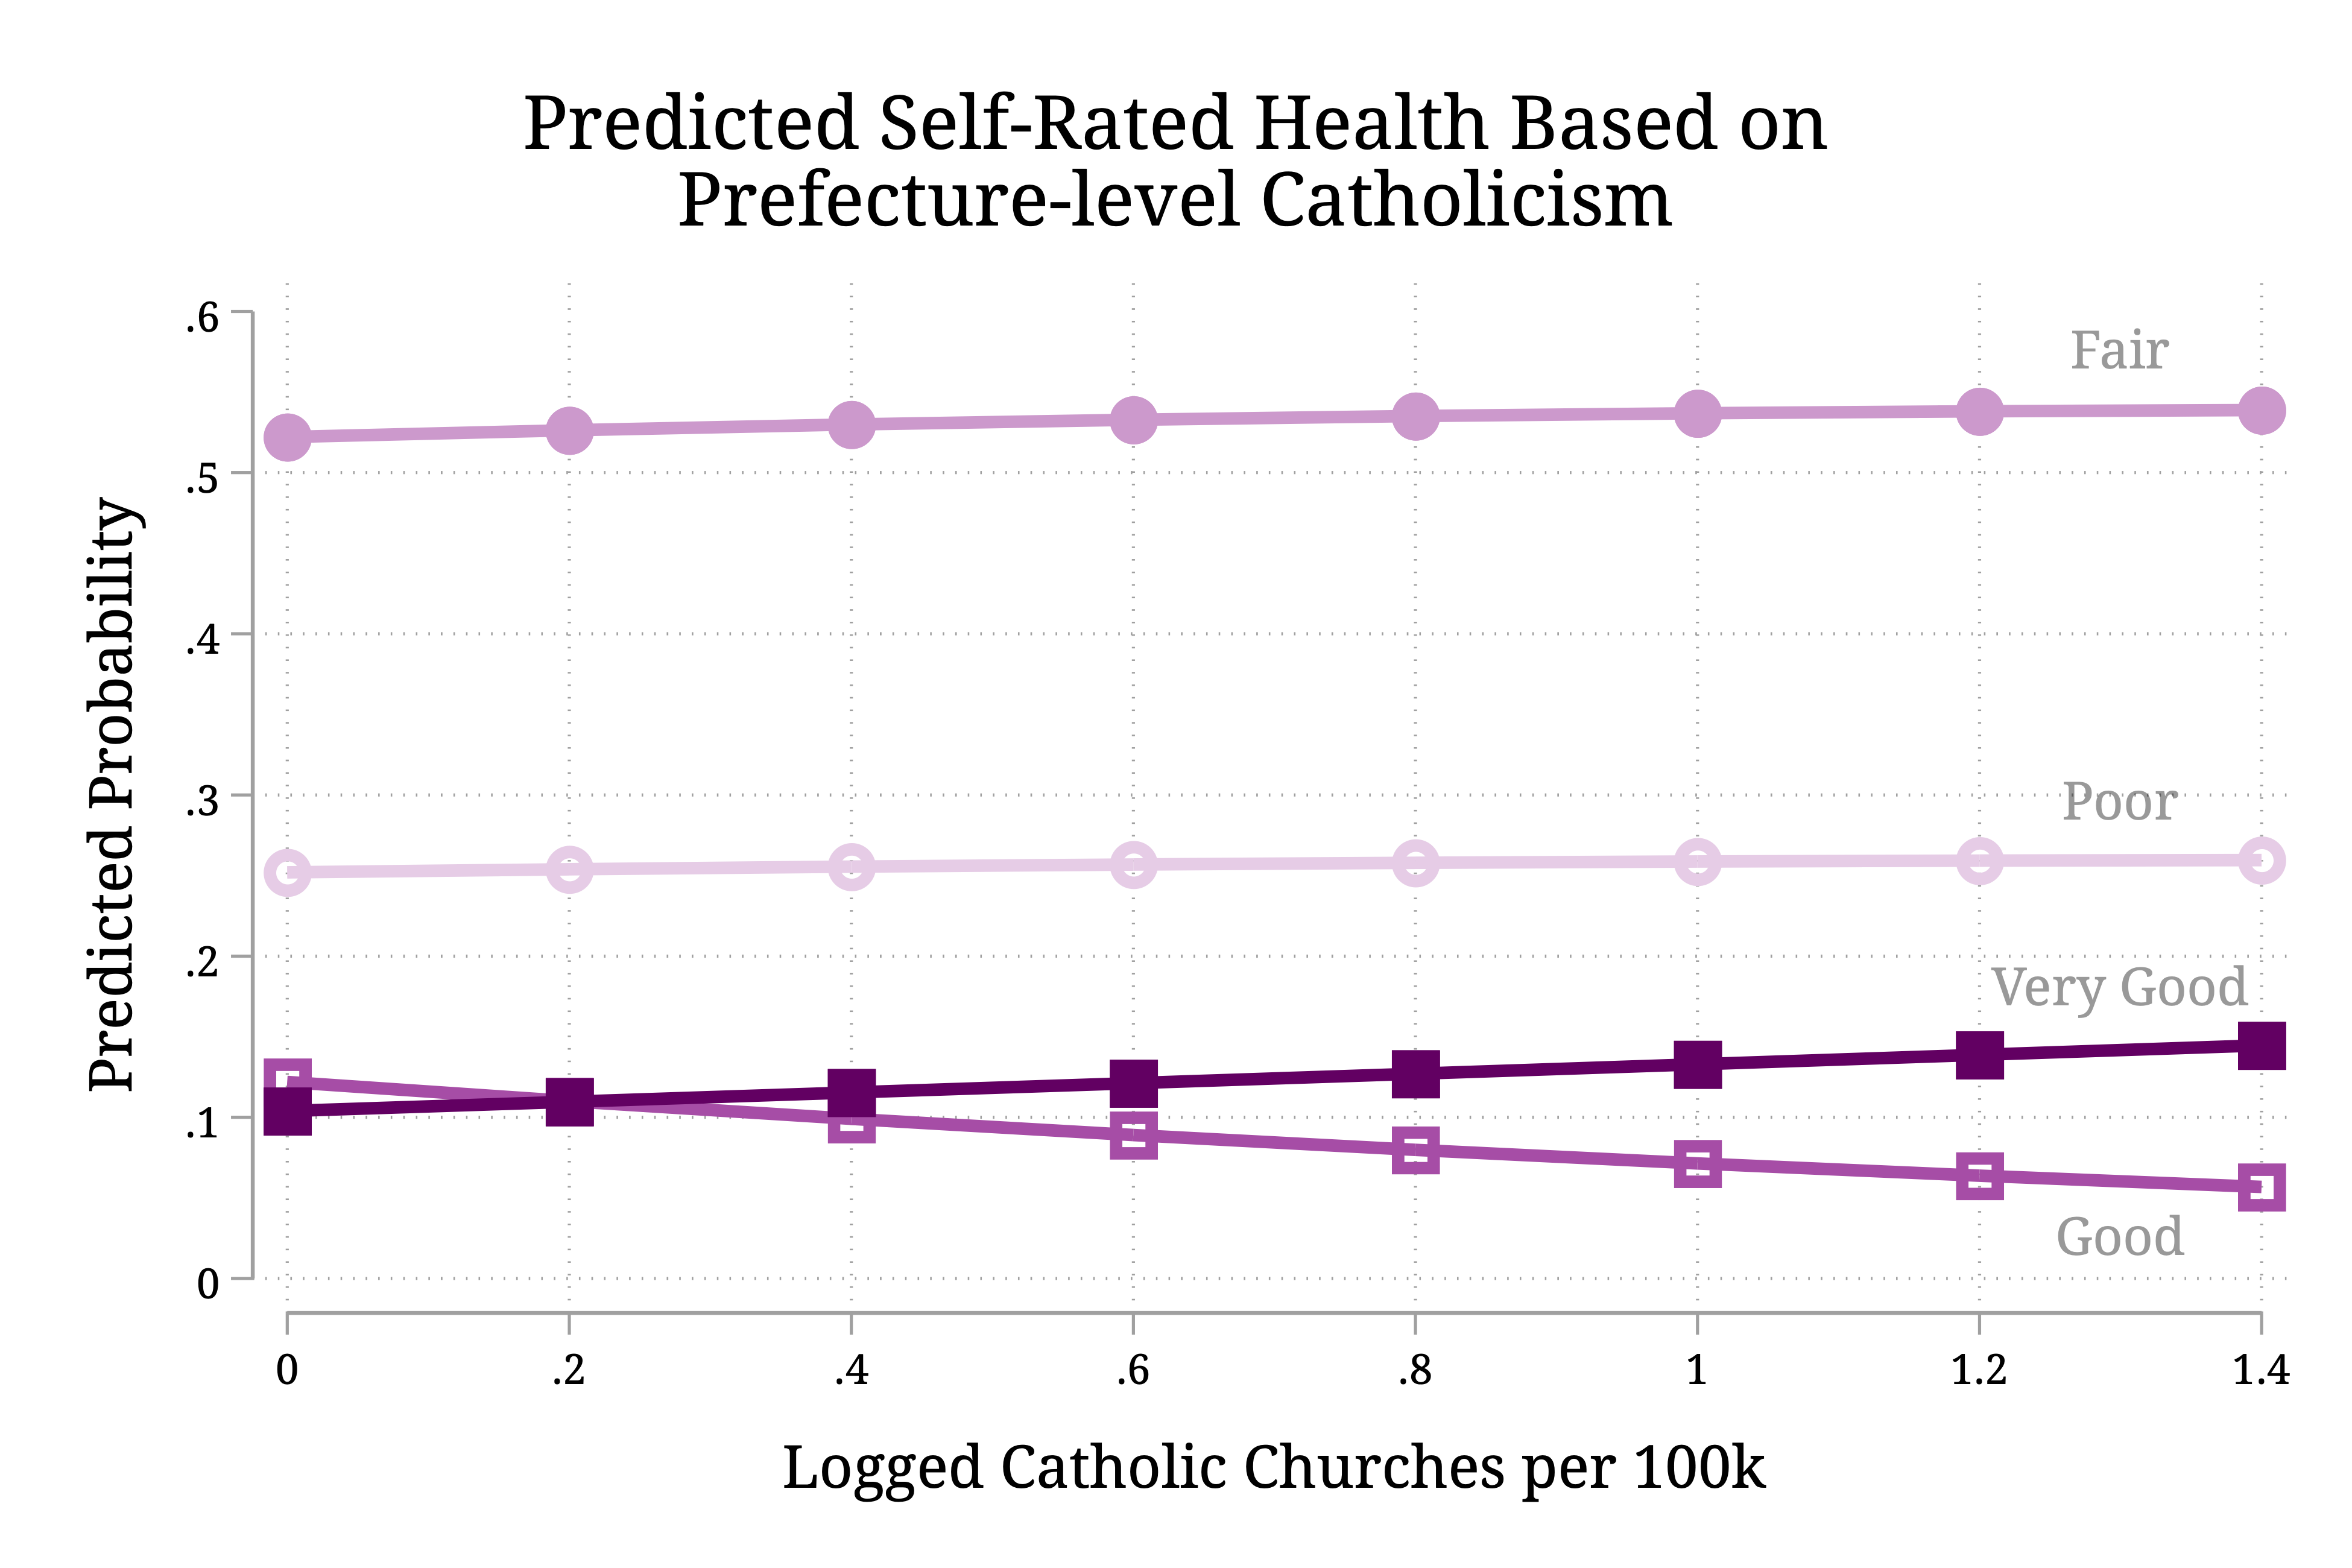 Predicted Self-Rated Health Based on
Prefecture-level Catholicism
Predicted Probability
.6
.5
.4
.3
.2
.1
0
Fair
Poor
Very Good
Good
0 .2 .4 .6 .8 1 1.2 1.4
Logged Catholic Churches per 100k